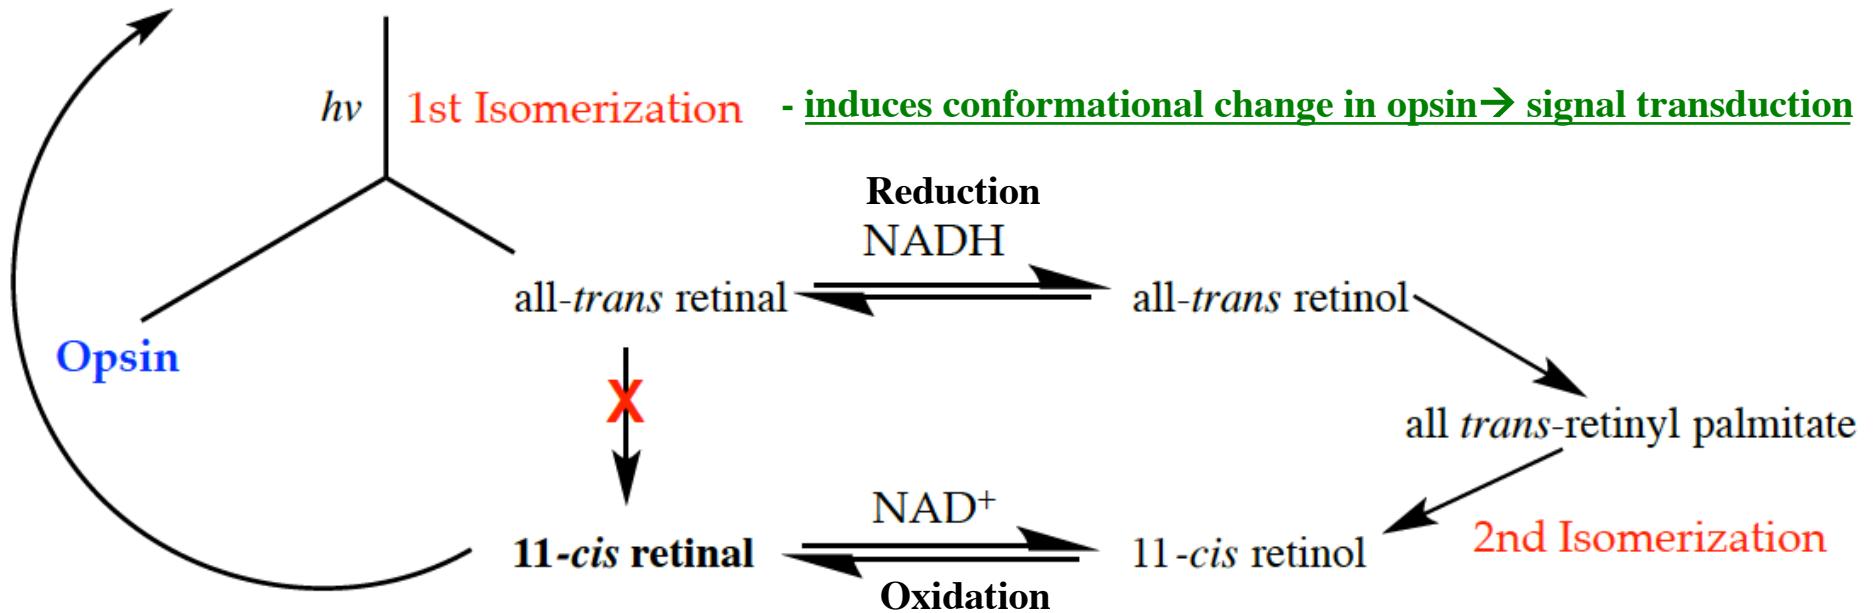 hν 1st Isomerization - induces conformational change in opsin→ signal transduction
Reduction
NADH
all-trans retinal
all-trans retinol
Opsin
X
all trans-retinyl palmitate
NAD⁺
2nd Isomerization
11-cis retinal
11-cis retinol
Oxidation